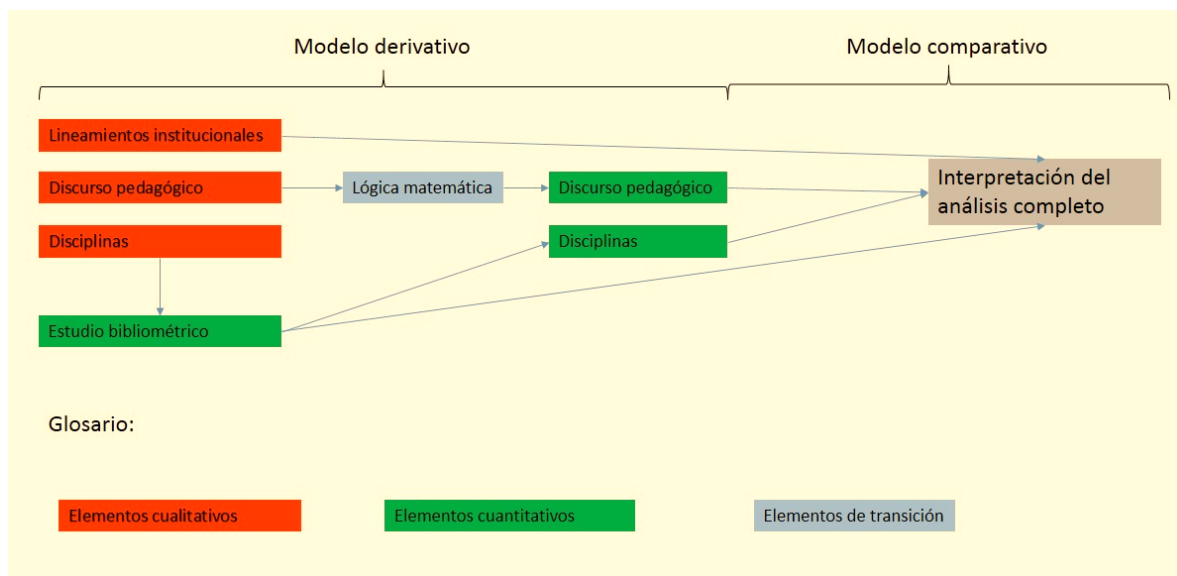 Modelo derivativo
Modelo comparativo
Lineamientos institucionales
Discurso pedagógico
Lógica matemática
Discurso pedagógico
Interpretación del
análisis completo
Disciplinas
Disciplinas
Estudio bibliométrico
Glosario:
Elementos cualitativos
Elementos cuantitativos
Elementos de transición